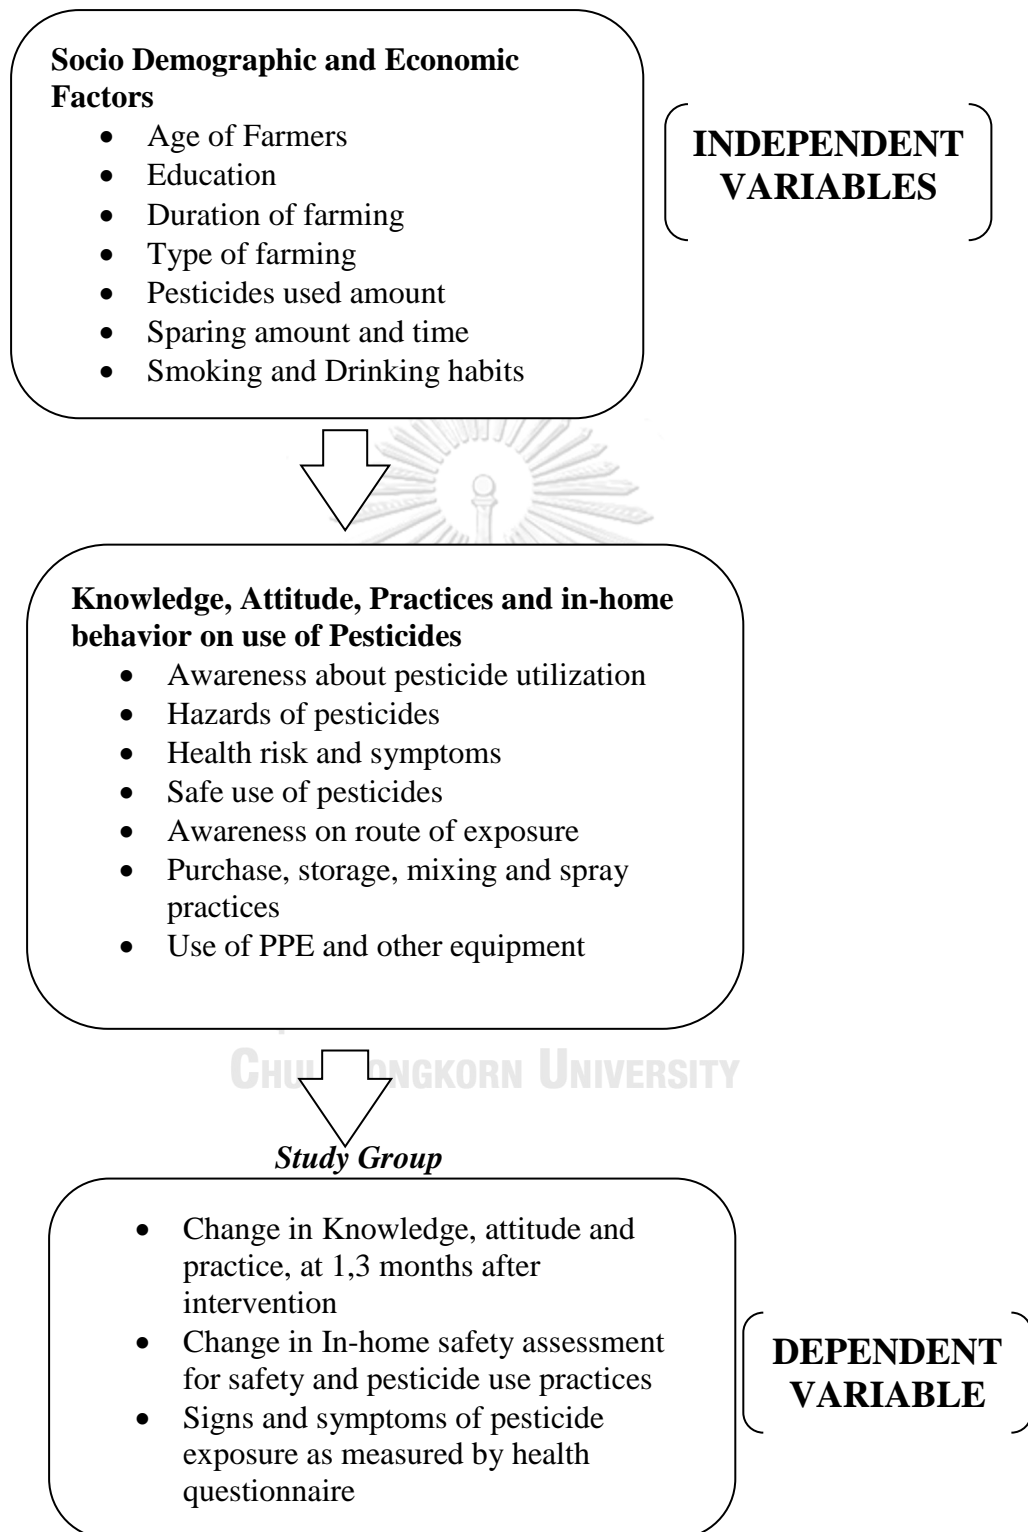 Socio Demographic and Economic
Factors
• Age of Farmers
• Education
• Duration of farming
• Type of farming
• Pesticides used amount
• Sparing amount and time
• Smoking and Drinking habits
INDEPENDENT
VARIABLES
Knowledge, Attitude, Practices and in-home
behavior on use of Pesticides
• Awareness about pesticide utilization
• Hazards of pesticides
• Health risk and symptoms
• Safe use of pesticides
• Awareness on route of exposure
• Purchase, storage, mixing and spray
practices
• Use of PPE and other equipment
CHUL NGKORN UNIVERSITY
Study Group
• Change in Knowledge, attitude and
practice, at 1,3 months after
intervention
• Change in In-home safety assessment
for safety and pesticide use practices
• Signs and symptoms of pesticide
exposure as measured by health
questionnaire
DEPENDENT
VARIABLE